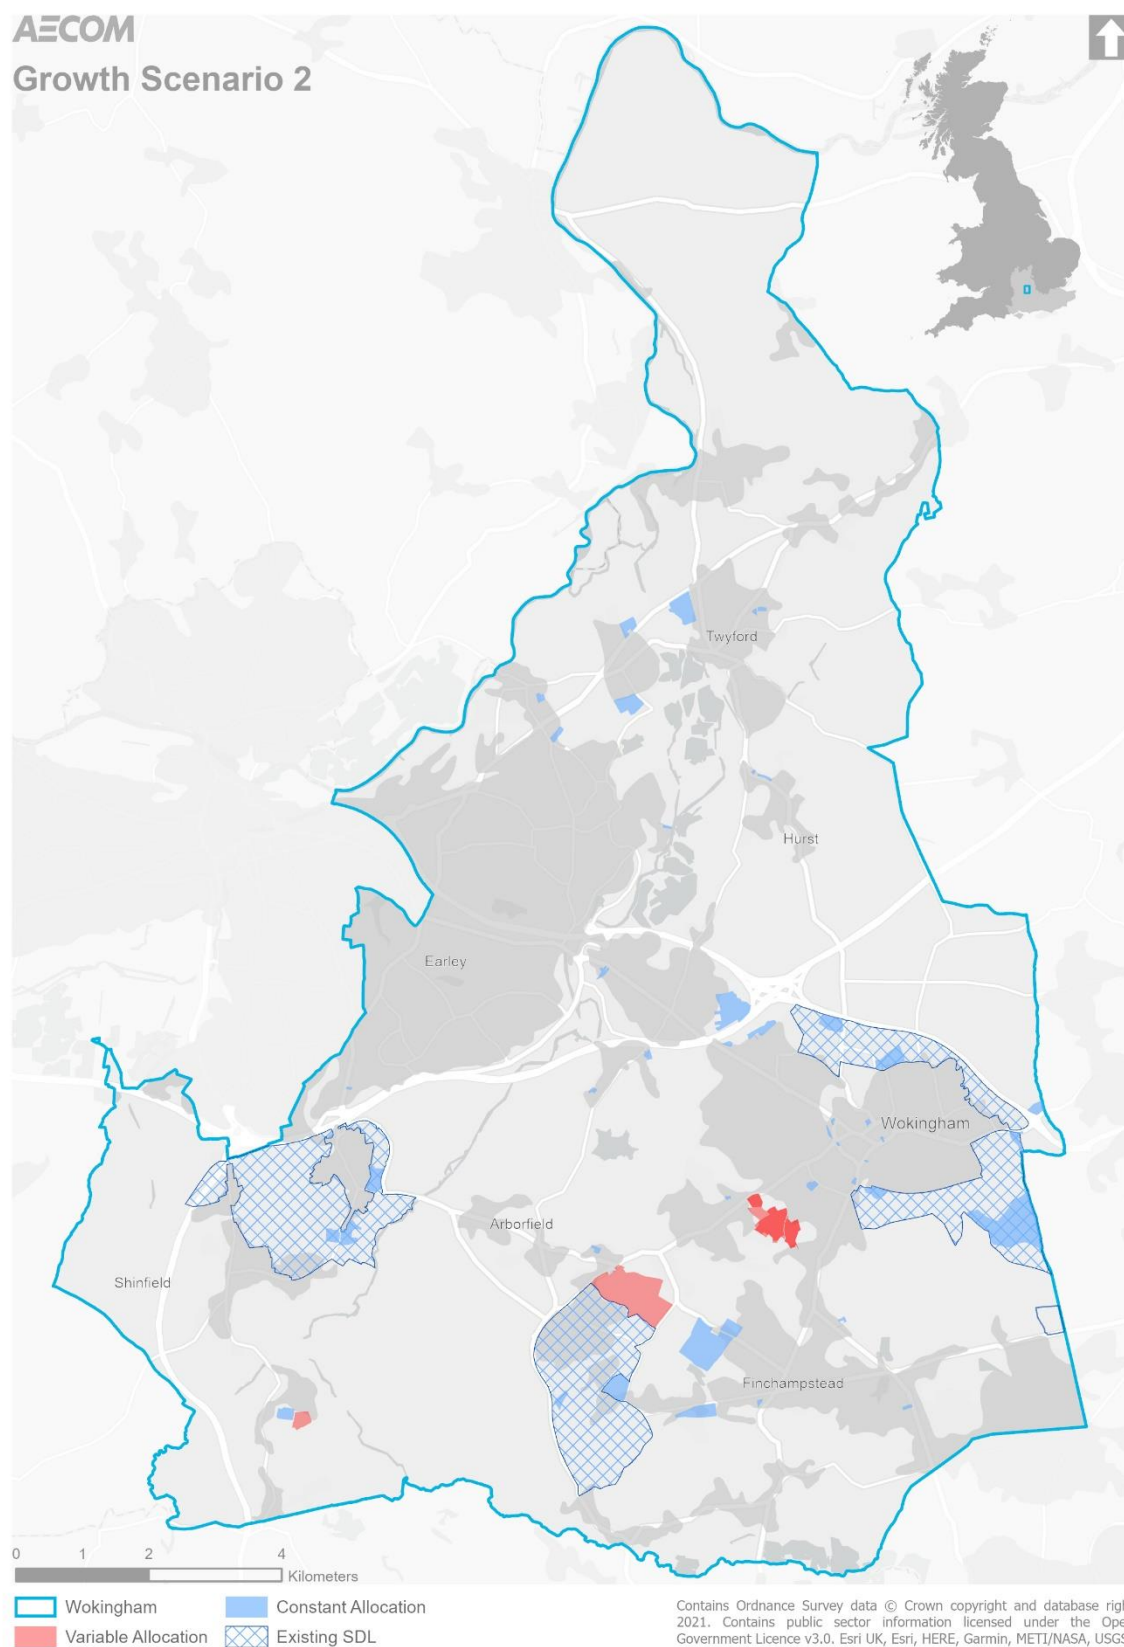 AECOM
Growth Scenario 2
Twyford
Hurst
Earley
Wokingham
Arborfield
Shinfield
Finchampstead
0 1 2 4
Kilometers
Wokingham
Constant Allocation
Variable Allocation
Existing SDL
Contains Ordnance Survey data © Crown copyright and database righ
2021. Contains public sector information licensed under the Ope
Government Licence v3.0. Esri UK, Esri, HERE, Garmin, METI/NASA, USGS